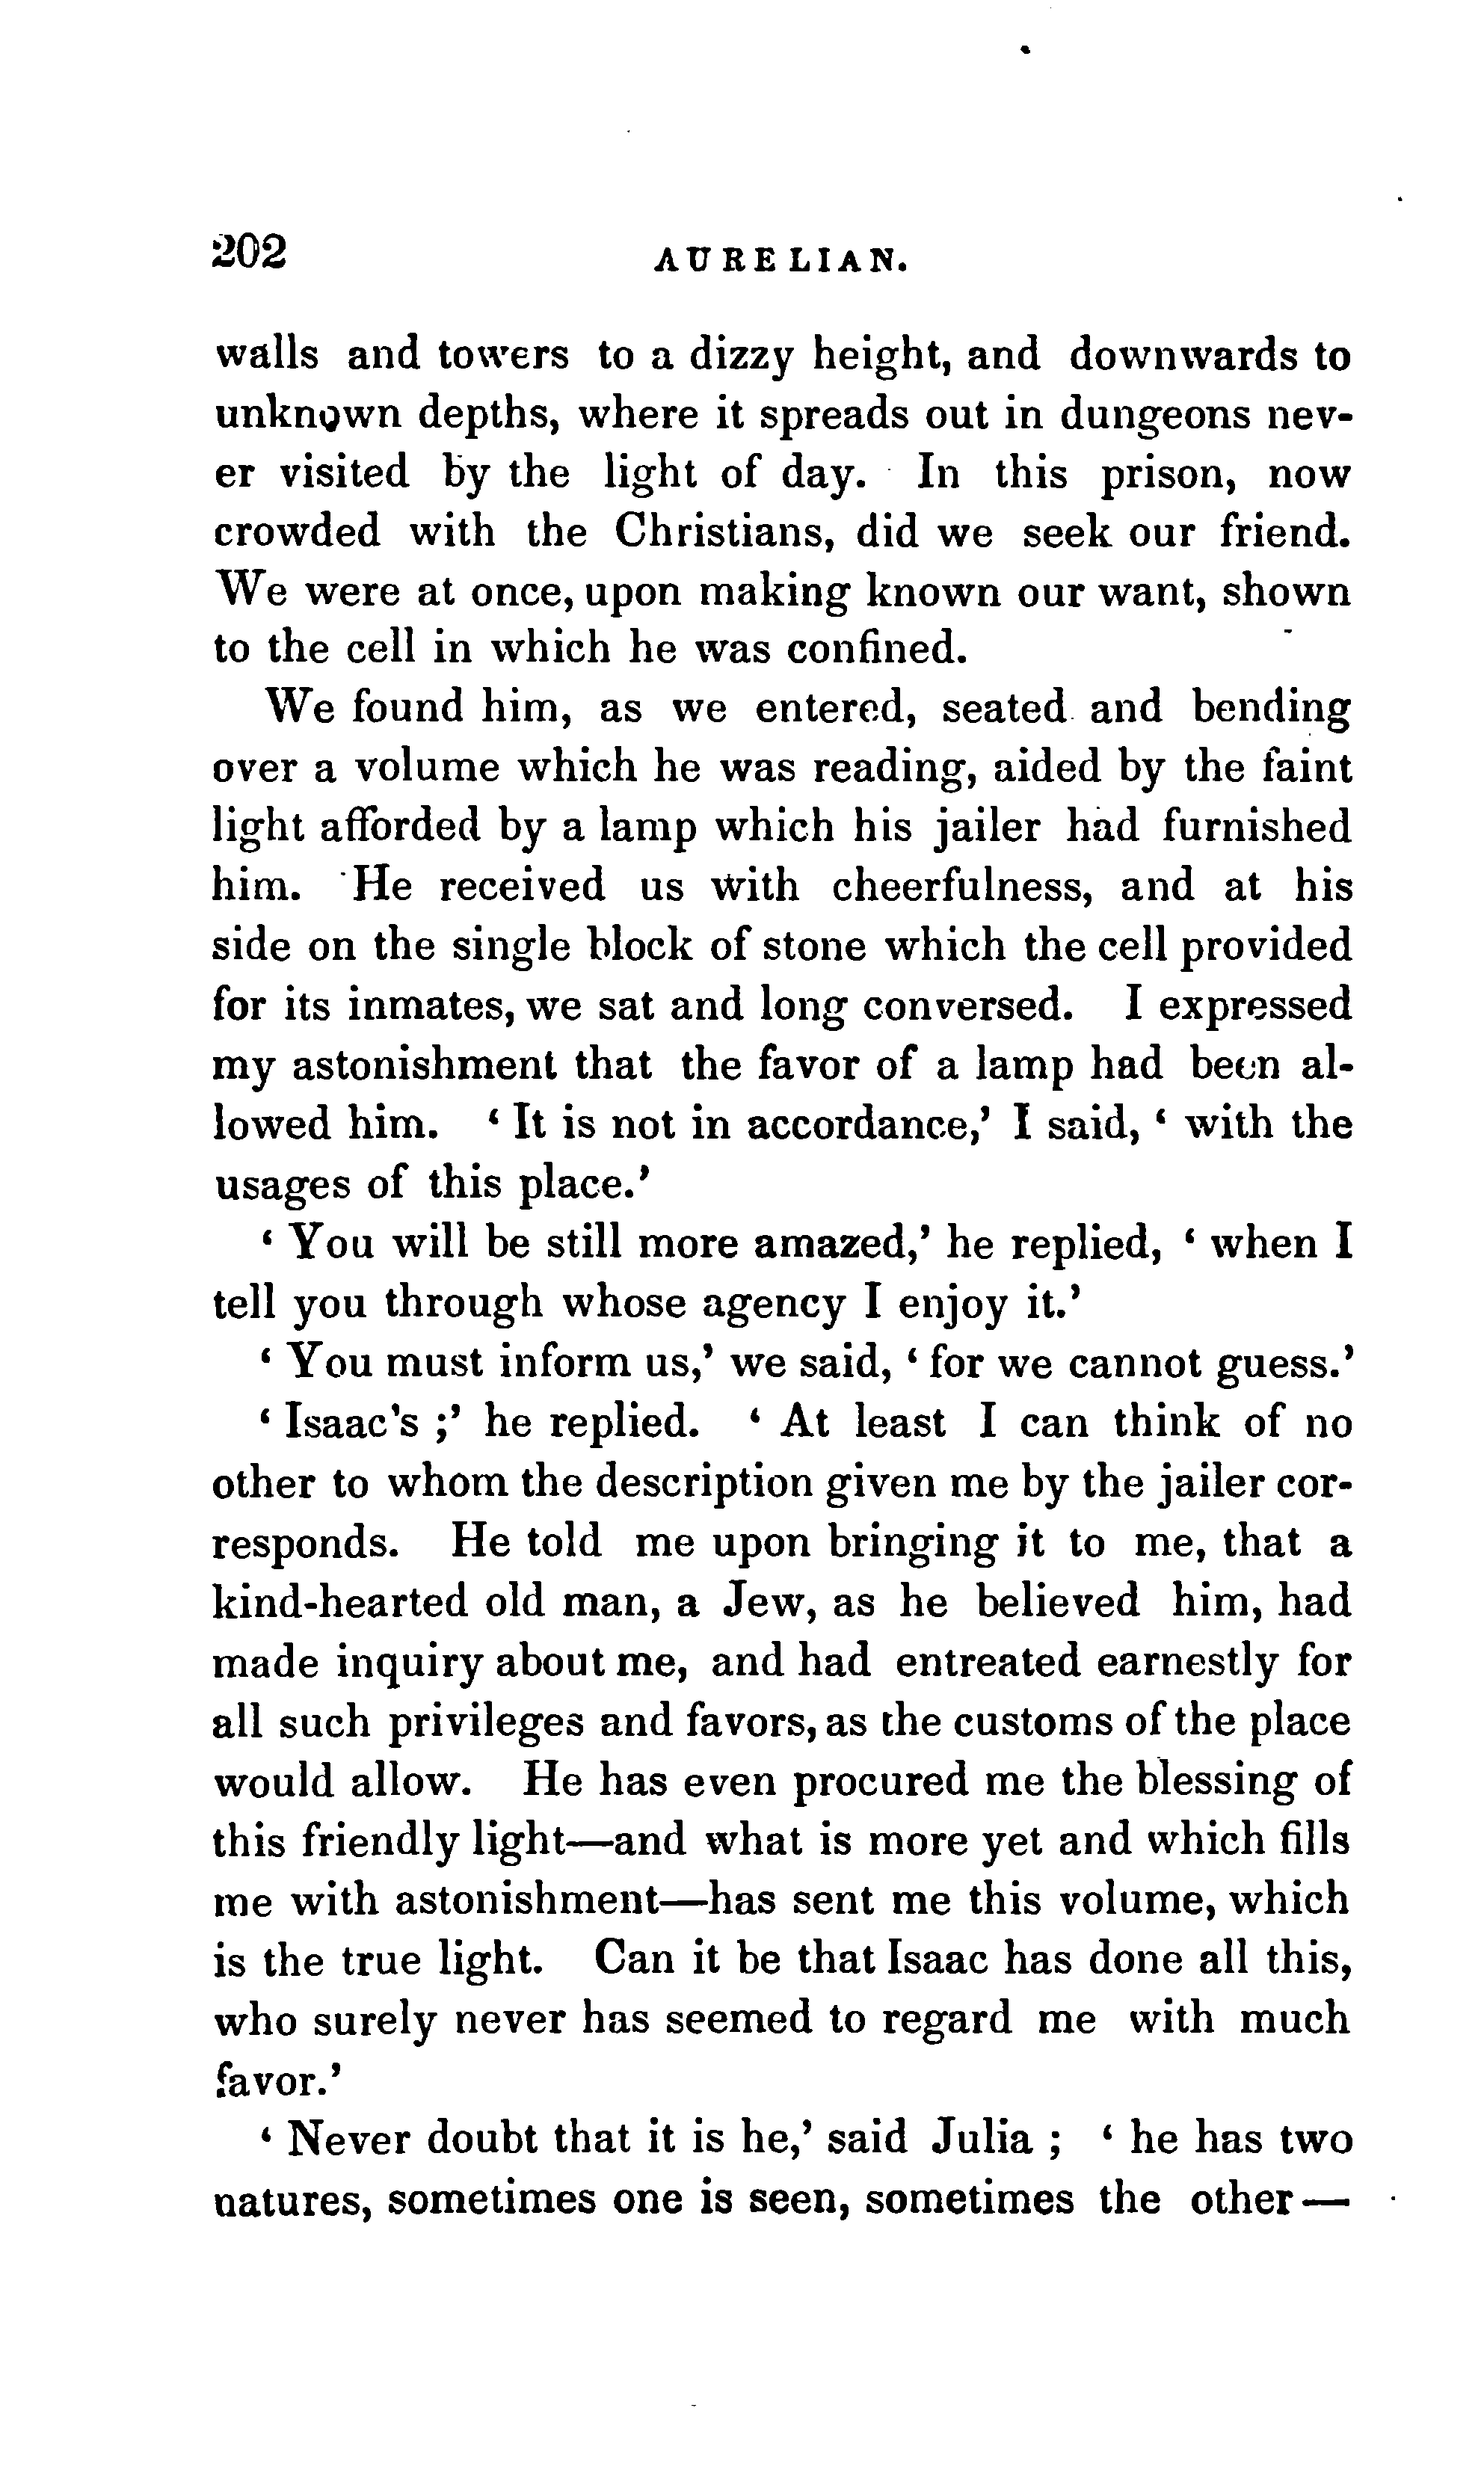 202
AURELIAN.
walls and towers to a dizzy height, and downwards to
unknown depths, where it spreads out in dungeons nev-
er visited by the light of day. In this prison, now
crowded with the Christians, did we seek our friend.
We were at once, upon making known our want, shown
to the cell in which he was confined.
We found him, as we entered, seated and bending
over a volume which he was reading, aided by the faint
light afforded by a lamp which his jailer had furnished
him. He received us with cheerfulness, and at his
side on the single block of stone which the cell provided
for its inmates, we sat and long conversed. I expressed
my astonishment that the favor of a lamp had been al-
lowed him. ‘ It is not in accordance,’ I said, ‘ with the
usages of this place.’
‘ You will be still more amazed,’ he replied, ‘ when I
tell you through whose agency I enjoy it.’
‘ You must inform us,’ we said, ‘ for we cannot guess.’
‘ Isaac's ;’ he replied. ‘ At least I can think of no
other to whom the description given me by the jailer cor-
responds. He told me upon bringing it to me, that a
kind-hearted old man, a Jew, as he believed him, had
made inquiry about me, and had entreated earnestly for
all such privileges and favors, as the customs of the place
would allow. He has even procured me the blessing of
this friendly light—and what is more yet and which fills
me with astonishment—has sent me this volume, which
is the true light. Can it be that Isaac has done all this,
who surely never has seemed to regard me with much
favor.’
‘ Never doubt that it is he,’ said Julia ; ‘ he has two
natures, sometimes one is seen, sometimes the other—